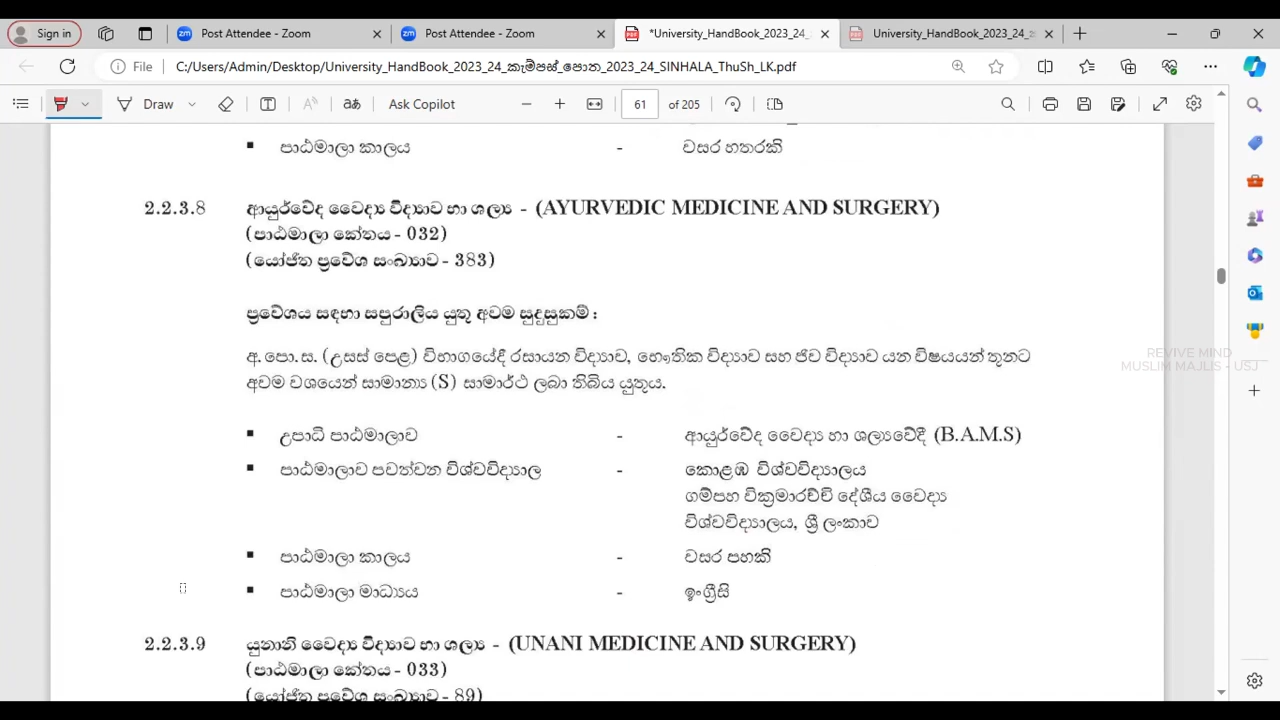 Sign in
Post Attendee - Zoom
Post Attendee - Zoom
*University_HandBook_2023_24_
University_HandBook_2023_24_
File
C:/Users/Admin/Desktop/University_HandBook_2023_24_කැම්පස්_පොත_2023_24_SINHALA_ThuSh_LK.pdf
Draw
Ask Copilot
61 of 205
පාඨමාලා කාලය - වසර හතරකි
2.2.3.8 ආයුර්වේද වෛද්‍ය විද්‍යාව හා ශල්‍ය - (AYURVEDIC MEDICINE AND SURGERY)
(පාඨමාලා කේතය - 032)
(යෝජිත ප්‍රවේශ සංඛ්‍යාව - 383)
ප්‍රවේශය සඳහා සපුරාලිය යුතු අවම සුදුසුකම් :
අ. පො. ස. (උසස් පෙළ) විභාගයේදී රසායන විද්‍යාව, භෞතික විද්‍යාව සහ ජීව විද්‍යාව යන විෂයයන් තුනට
අවම වශයෙන් සාමාන්‍ය (S) සාමාර්ථ ලබා තිබිය යුතුය.
උපාධි පාඨමාලාව - ආයුර්වේද වෛද්‍ය හා ශල්‍යවේදී (B.A.M.S)
පාඨමාලාව පවත්වන විශ්වවිද්‍යාල - කොළඹ විශ්වවිද්‍යාලය
ගම්පහ වික්‍රමාරච්චි දේශීය වෛද්‍ය
විශ්වවිද්‍යාලය, ශ්‍රී ලංකාව
පාඨමාලා කාලය - වසර පහකි
පාඨමාලා මාධ්‍යය - ඉංග්‍රීසි
REVIVE MIND
MUSLIM MAJLIS - USJ
2.2.3.9 යුනානි වෛද්‍ය විද්‍යාව හා ශල්‍ය - (UNANI MEDICINE AND SURGERY)
(පාඨමාලා කේතය - 033)
(යෝජිත ප්‍රවේශ සංඛ්‍යාව - 89)